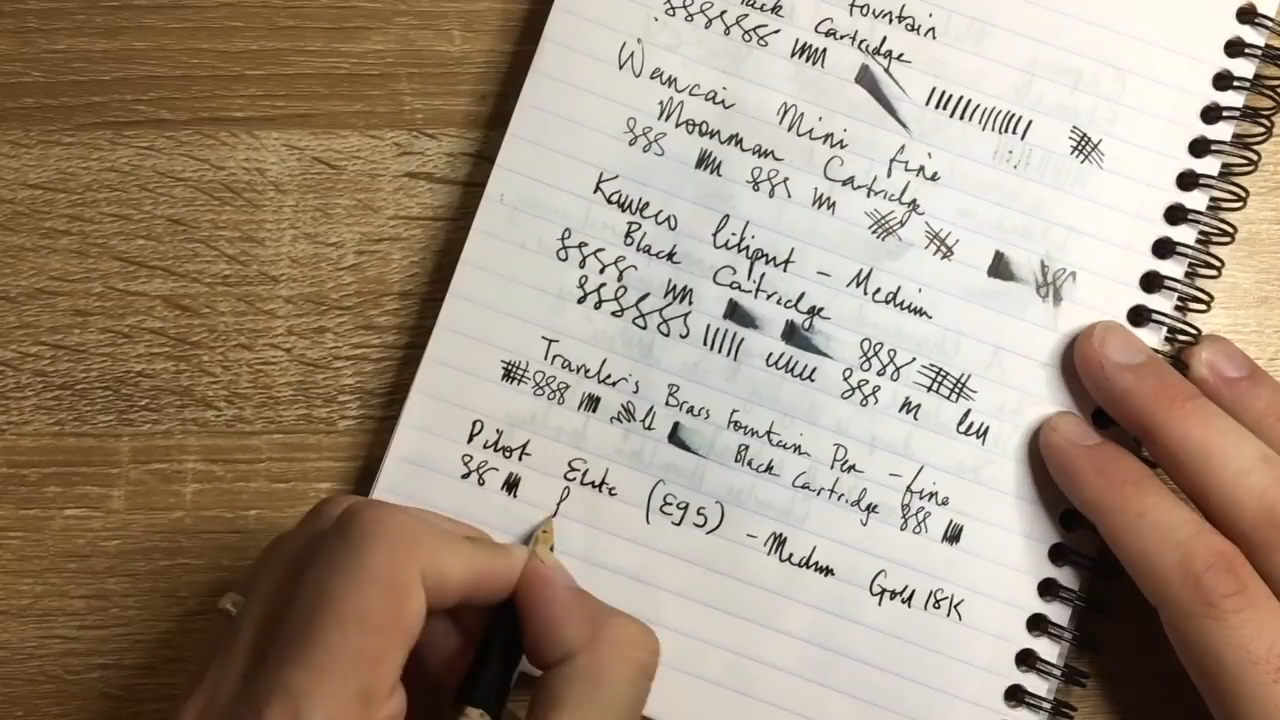 fountain
Cartridge
Wancai Mini fine
Moonman Cartridge
Kaweco liliput - Medium
Black Cartridge
Traveler's Brass Fountain Pen - fine
Black Cartridge
Pilot Elite (E95) - Medium Gold 18K